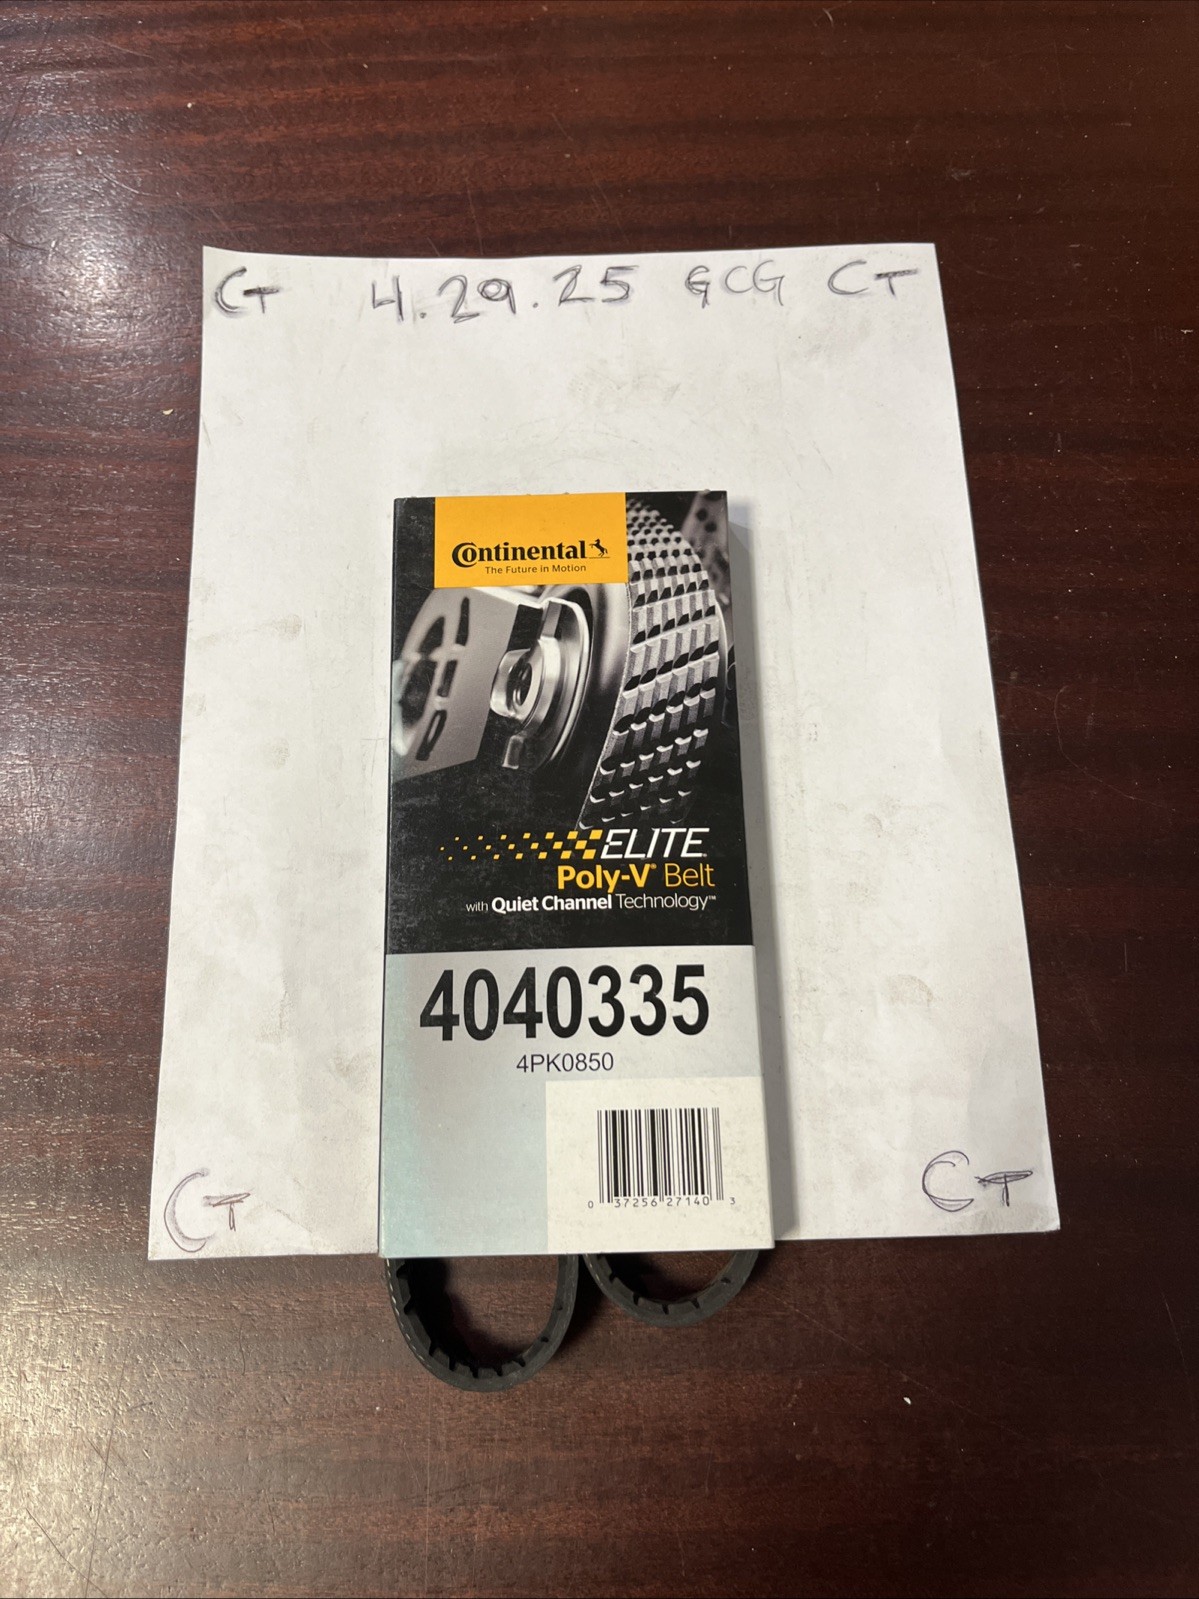 CT 4.29.25 GCG CT
Continental
The Future in Motion
ELITE®
Poly-V® Belt
with Quiet Channel Technology™
4040335
4PK0850
0 37256 27140 3
CT CT